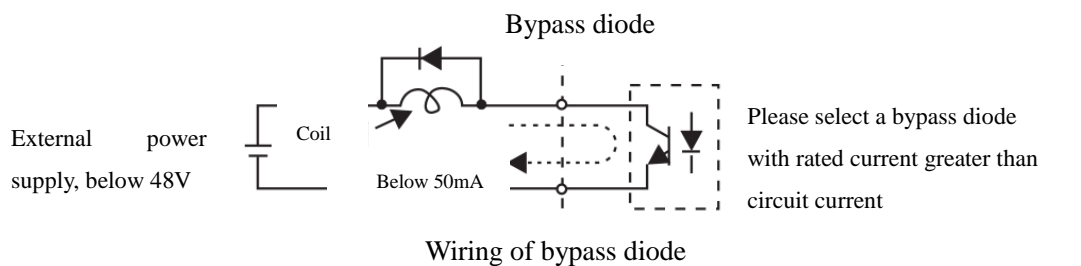 Bypass diode
External power
supply, below 48V
Coil
Below 50mA
Please select a bypass diode
with rated current greater than
circuit current
Wiring of bypass diode